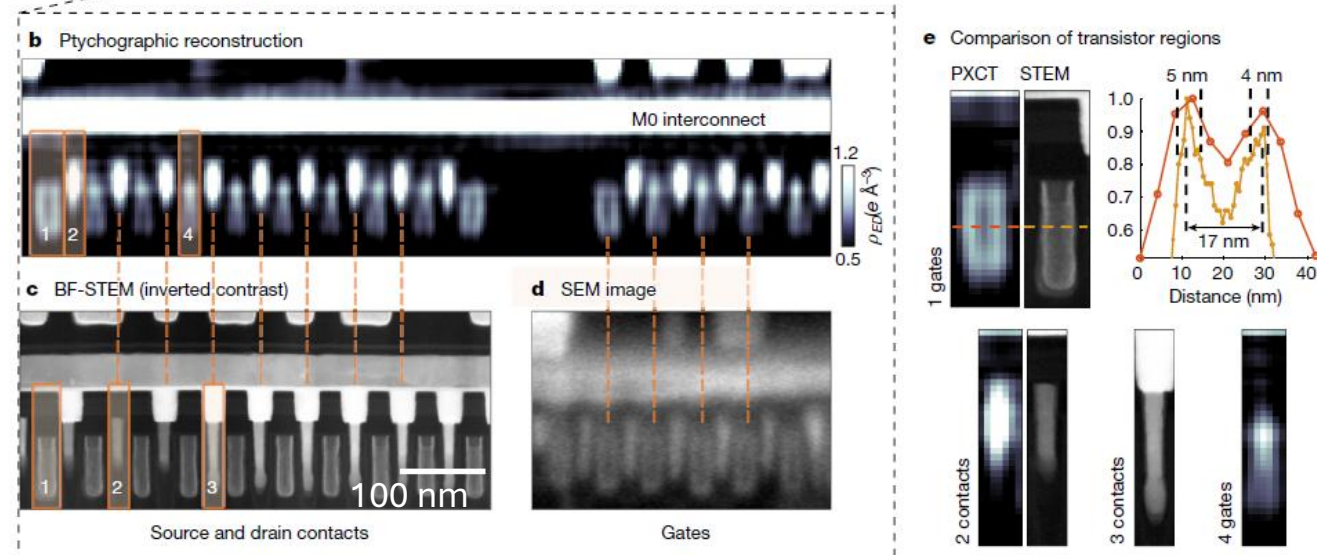 b Ptychographic reconstruction
M0 interconnect
1 2 4
1.2
ρED(e Å⁻³)
0.5
c BF-STEM (inverted contrast)
1 2 3
100 nm
Source and drain contacts
d SEM image
Gates
e Comparison of transistor regions
PXCT STEM
1 gates
5 nm 4 nm
1.0
0.9
0.8
0.7
0.6
17 nm
0 10 20 30 40
Distance (nm)
2 contacts
3 contacts
4 gates